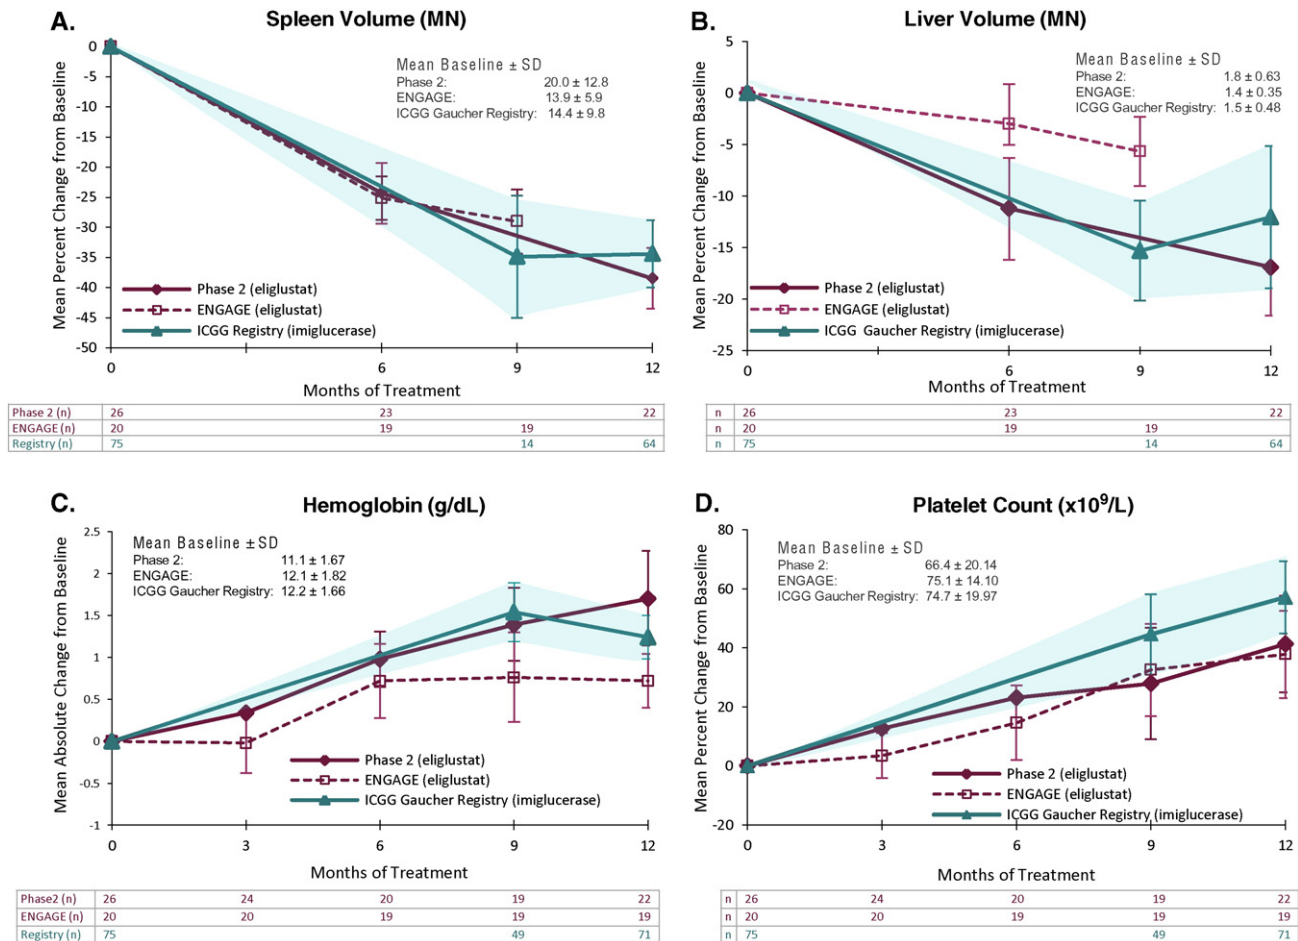 A.
Spleen Volume (MN)
Mean Percent Change from Baseline
0
-5
-10
-15
-20
-25
-30
-35
-40
-45
-50
Mean Baseline ± SD
Phase 2: 20.0 ± 12.8
ENGAGE: 13.9 ± 5.9
ICGG Gaucher Registry: 14.4 ± 9.8
Phase 2 (eliglustat)
ENGAGE (eliglustat)
ICGG Registry (imiglucerase)
0 6 9 12
Months of Treatment
Phase 2 (n) 26 23 22
ENGAGE (n) 20 19 19
Registry (n) 75 14 64
B.
Liver Volume (MN)
Mean Percent Change from Baseline
5
0
-5
-10
-15
-20
-25
Mean Baseline ± SD
Phase 2: 1.8 ± 0.63
ENGAGE: 1.4 ± 0.35
ICGG Gaucher Registry: 1.5 ± 0.48
Phase 2 (eliglustat)
ENGAGE (eliglustat)
ICGG Gaucher Registry (imiglucerase)
0 6 9 12
Months of Treatment
n 26 23 22
n 20 19 19
n 75 14 64
C.
Hemoglobin (g/dL)
Mean Absolute Change from Baseline
2.5
2
1.5
1
0.5
0
-0.5
-1
Mean Baseline ± SD
Phase 2: 11.1 ± 1.67
ENGAGE: 12.1 ± 1.82
ICGG Gaucher Registry: 12.2 ± 1.66
Phase 2 (eliglustat)
ENGAGE (eliglustat)
ICGG Gaucher Registry (imiglucerase)
0 3 6 9 12
Months of Treatment
Phase2 (n) 26 24 20 19 22
ENGAGE (n) 20 20 19 19 19
Registry (n) 75 49 71
D.
Platelet Count (x10⁹/L)
Mean Percent Change from Baseline
80
60
40
20
0
-20
Mean Baseline ± SD
Phase 2: 66.4 ± 20.14
ENGAGE: 75.1 ± 14.10
ICGG Gaucher Registry: 74.7 ± 19.97
Phase 2 (eliglustat)
ENGAGE (eliglustat)
ICGG Gaucher Registry (imiglucerase)
0 3 6 9 12
Months of Treatment
n 26 24 20 19 22
n 20 20 19 19 19
n 75 49 71